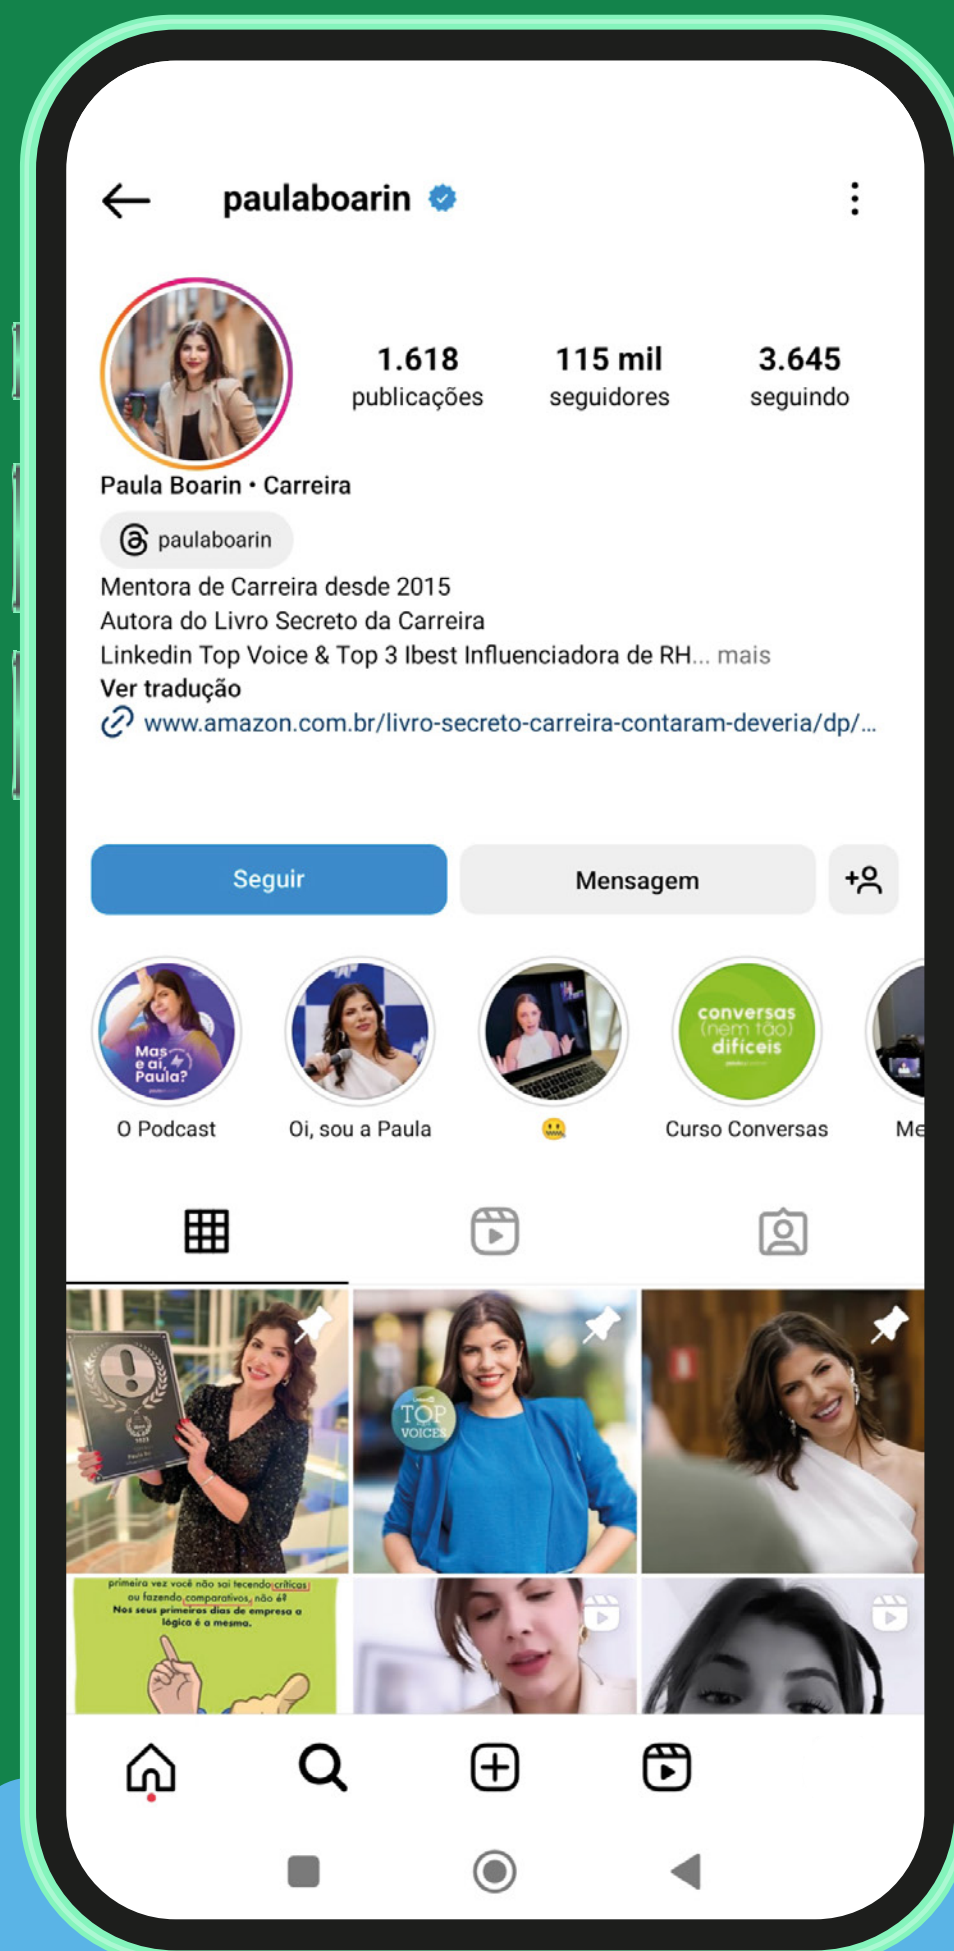 paulaboarin
1.618
115 mil
3.645
publicações
seguidores
seguindo
Paula Boarin • Carreira
paulaboarin
Mentora de Carreira desde 2015
Autora do Livro Secreto da Carreira
Linkedin Top Voice & Top 3 Ibest Influenciadora de RH... mais
Ver tradução
www.amazon.com.br/livro-secreto-carreira-contaram-deveria/dp/...
Seguir
Mensagem
Mas
e aí,
Paula?
conversas
(nem tão)
difíceis
O Podcast
Oi, sou a Paula
Curso Conversas
Me
TOP
VOICES
primeira vez você não sai tecendo críticas
ou fazendo comparativos, não é?
Nos seus primeiros dias de empresa a
lógica é a mesma.